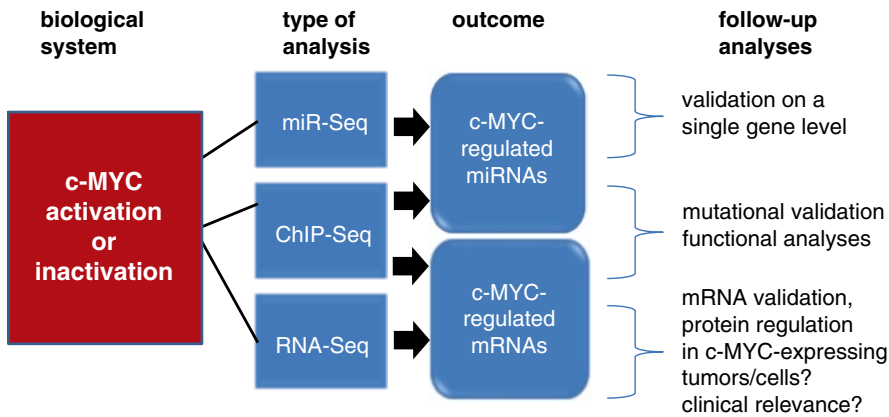 biological
system
type of
analysis
outcome
follow-up
analyses
c-MYC
activation
or
inactivation
miR-Seq
ChIP-Seq
RNA-Seq
c-MYC-
regulated
miRNAs
c-MYC-
regulated
mRNAs
validation on a
single gene level
mutational validation
functional analyses
mRNA validation,
protein regulation
in c-MYC-expressing
tumors/cells?
clinical relevance?